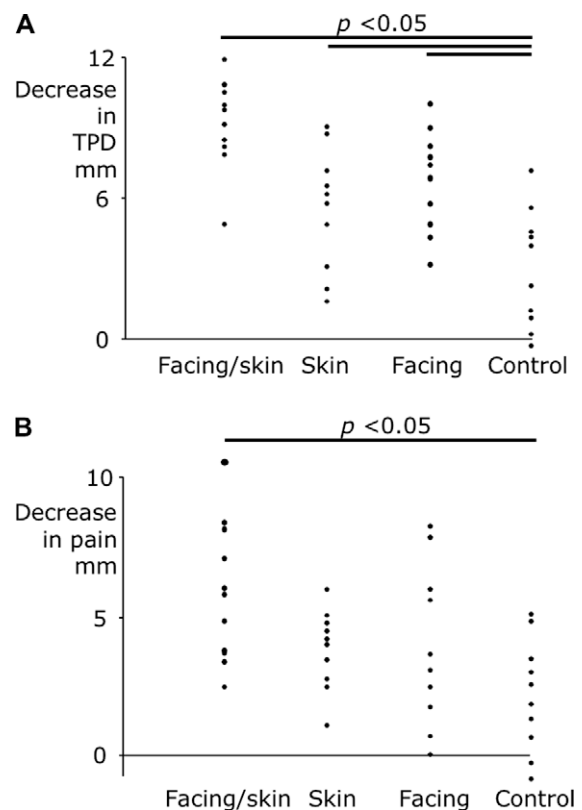 A
p <0.05
12
Decrease
in
TPD
mm
6
0
Facing/skin Skin Facing Control
B
p <0.05
10
Decrease
in pain
mm
5
0
Facing/skin Skin Facing Control